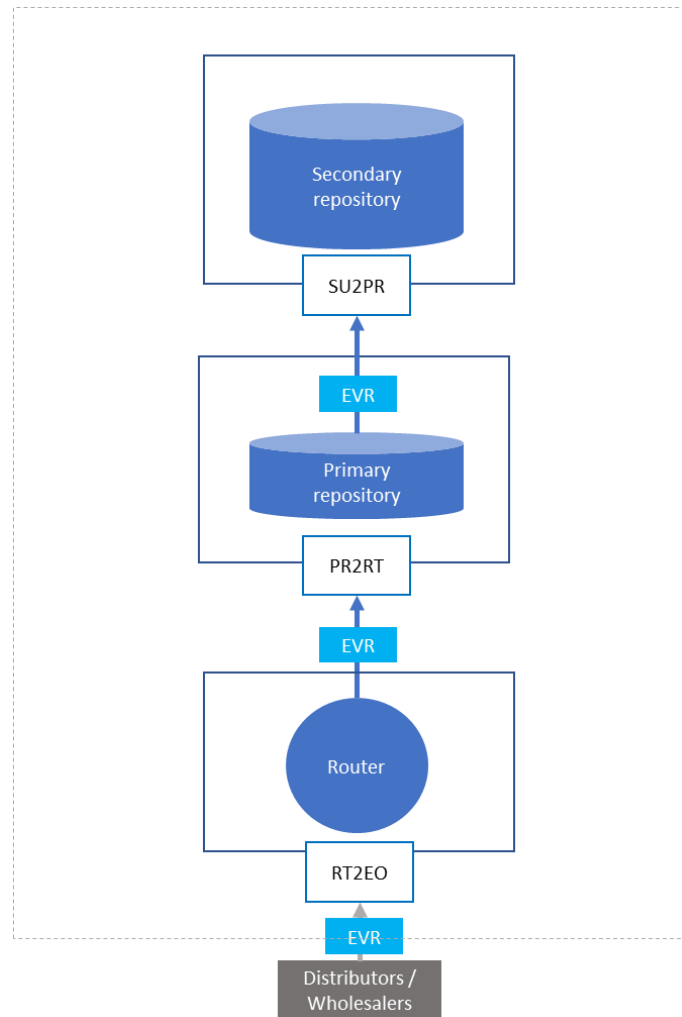 Secondary
repository
SU2PR
EVR
Primary
repository
PR2RT
EVR
Router
RT2EO
EVR
Distributors /
Wholesalers